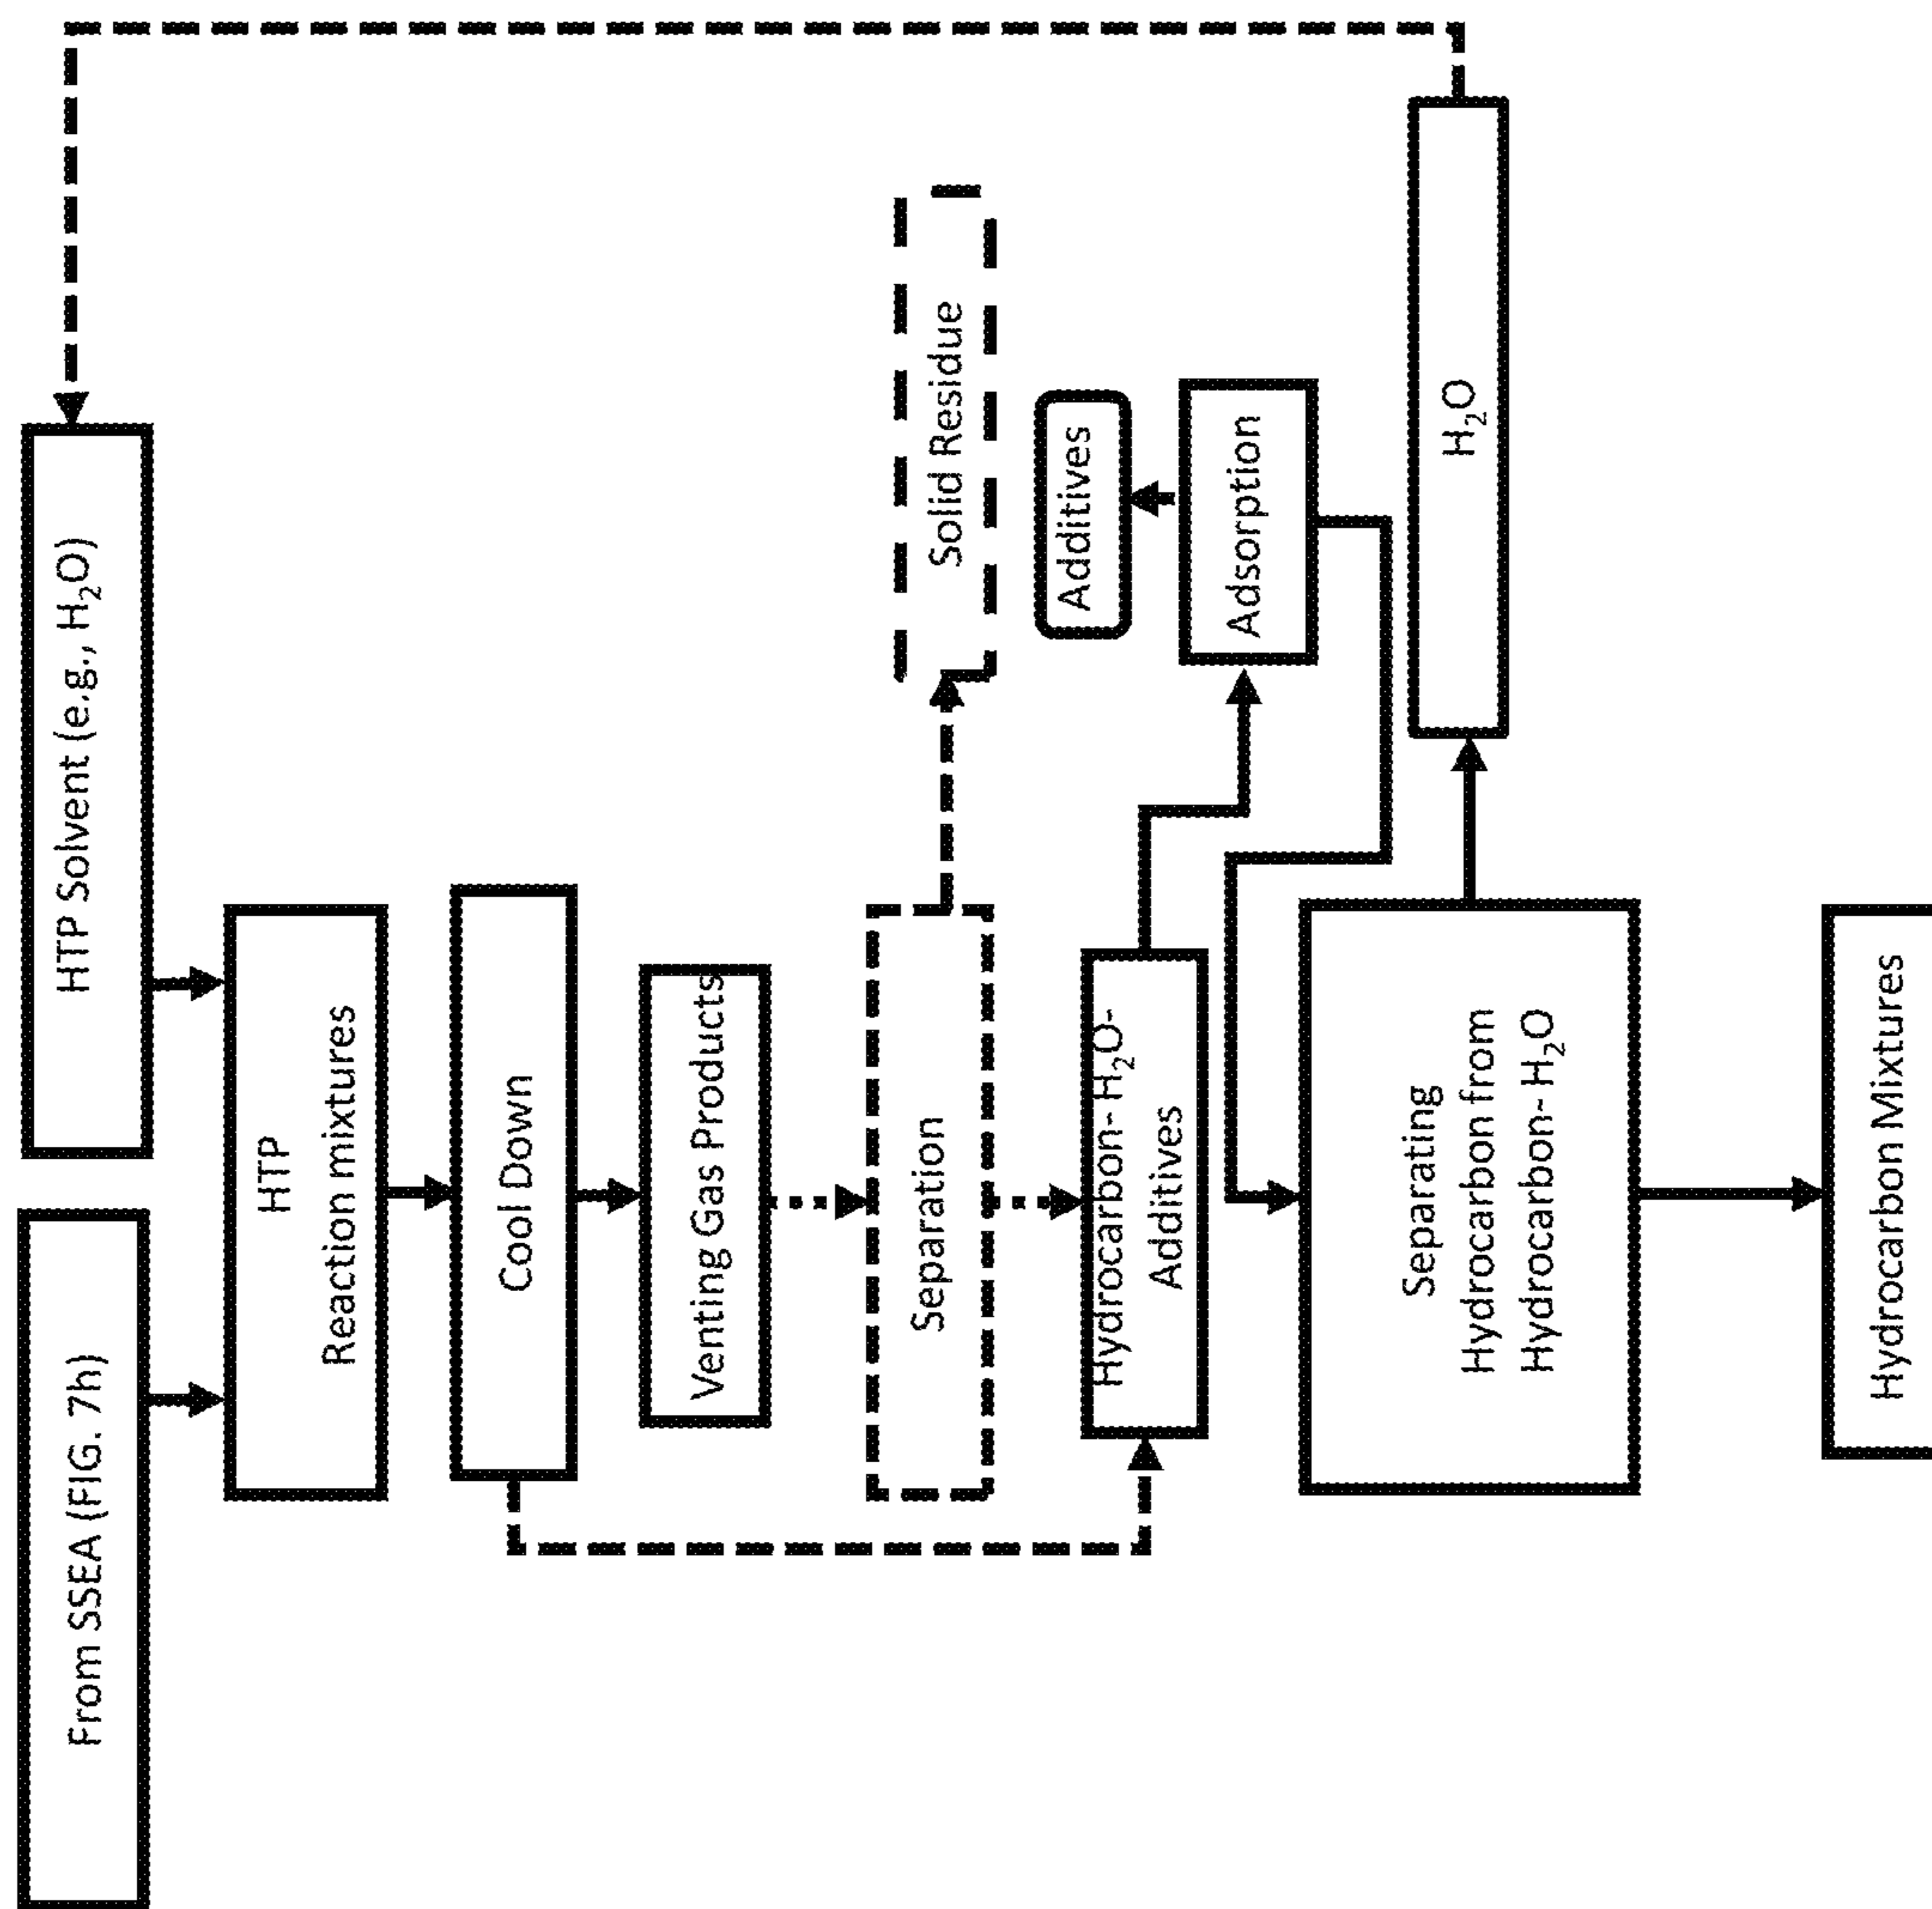 From SSEA (FIG. 7h)
HTP Solvent (e.g., H₂O)
HTP
Reaction mixtures
Cool Down
Venting Gas Products
Separation
Solid Residue
Hydrocarbon- H₂O-
Additives
Additives
Adsorption
Separating
Hydrocarbon from
Hydrocarbon- H₂O
H₂O
Hydrocarbon Mixtures